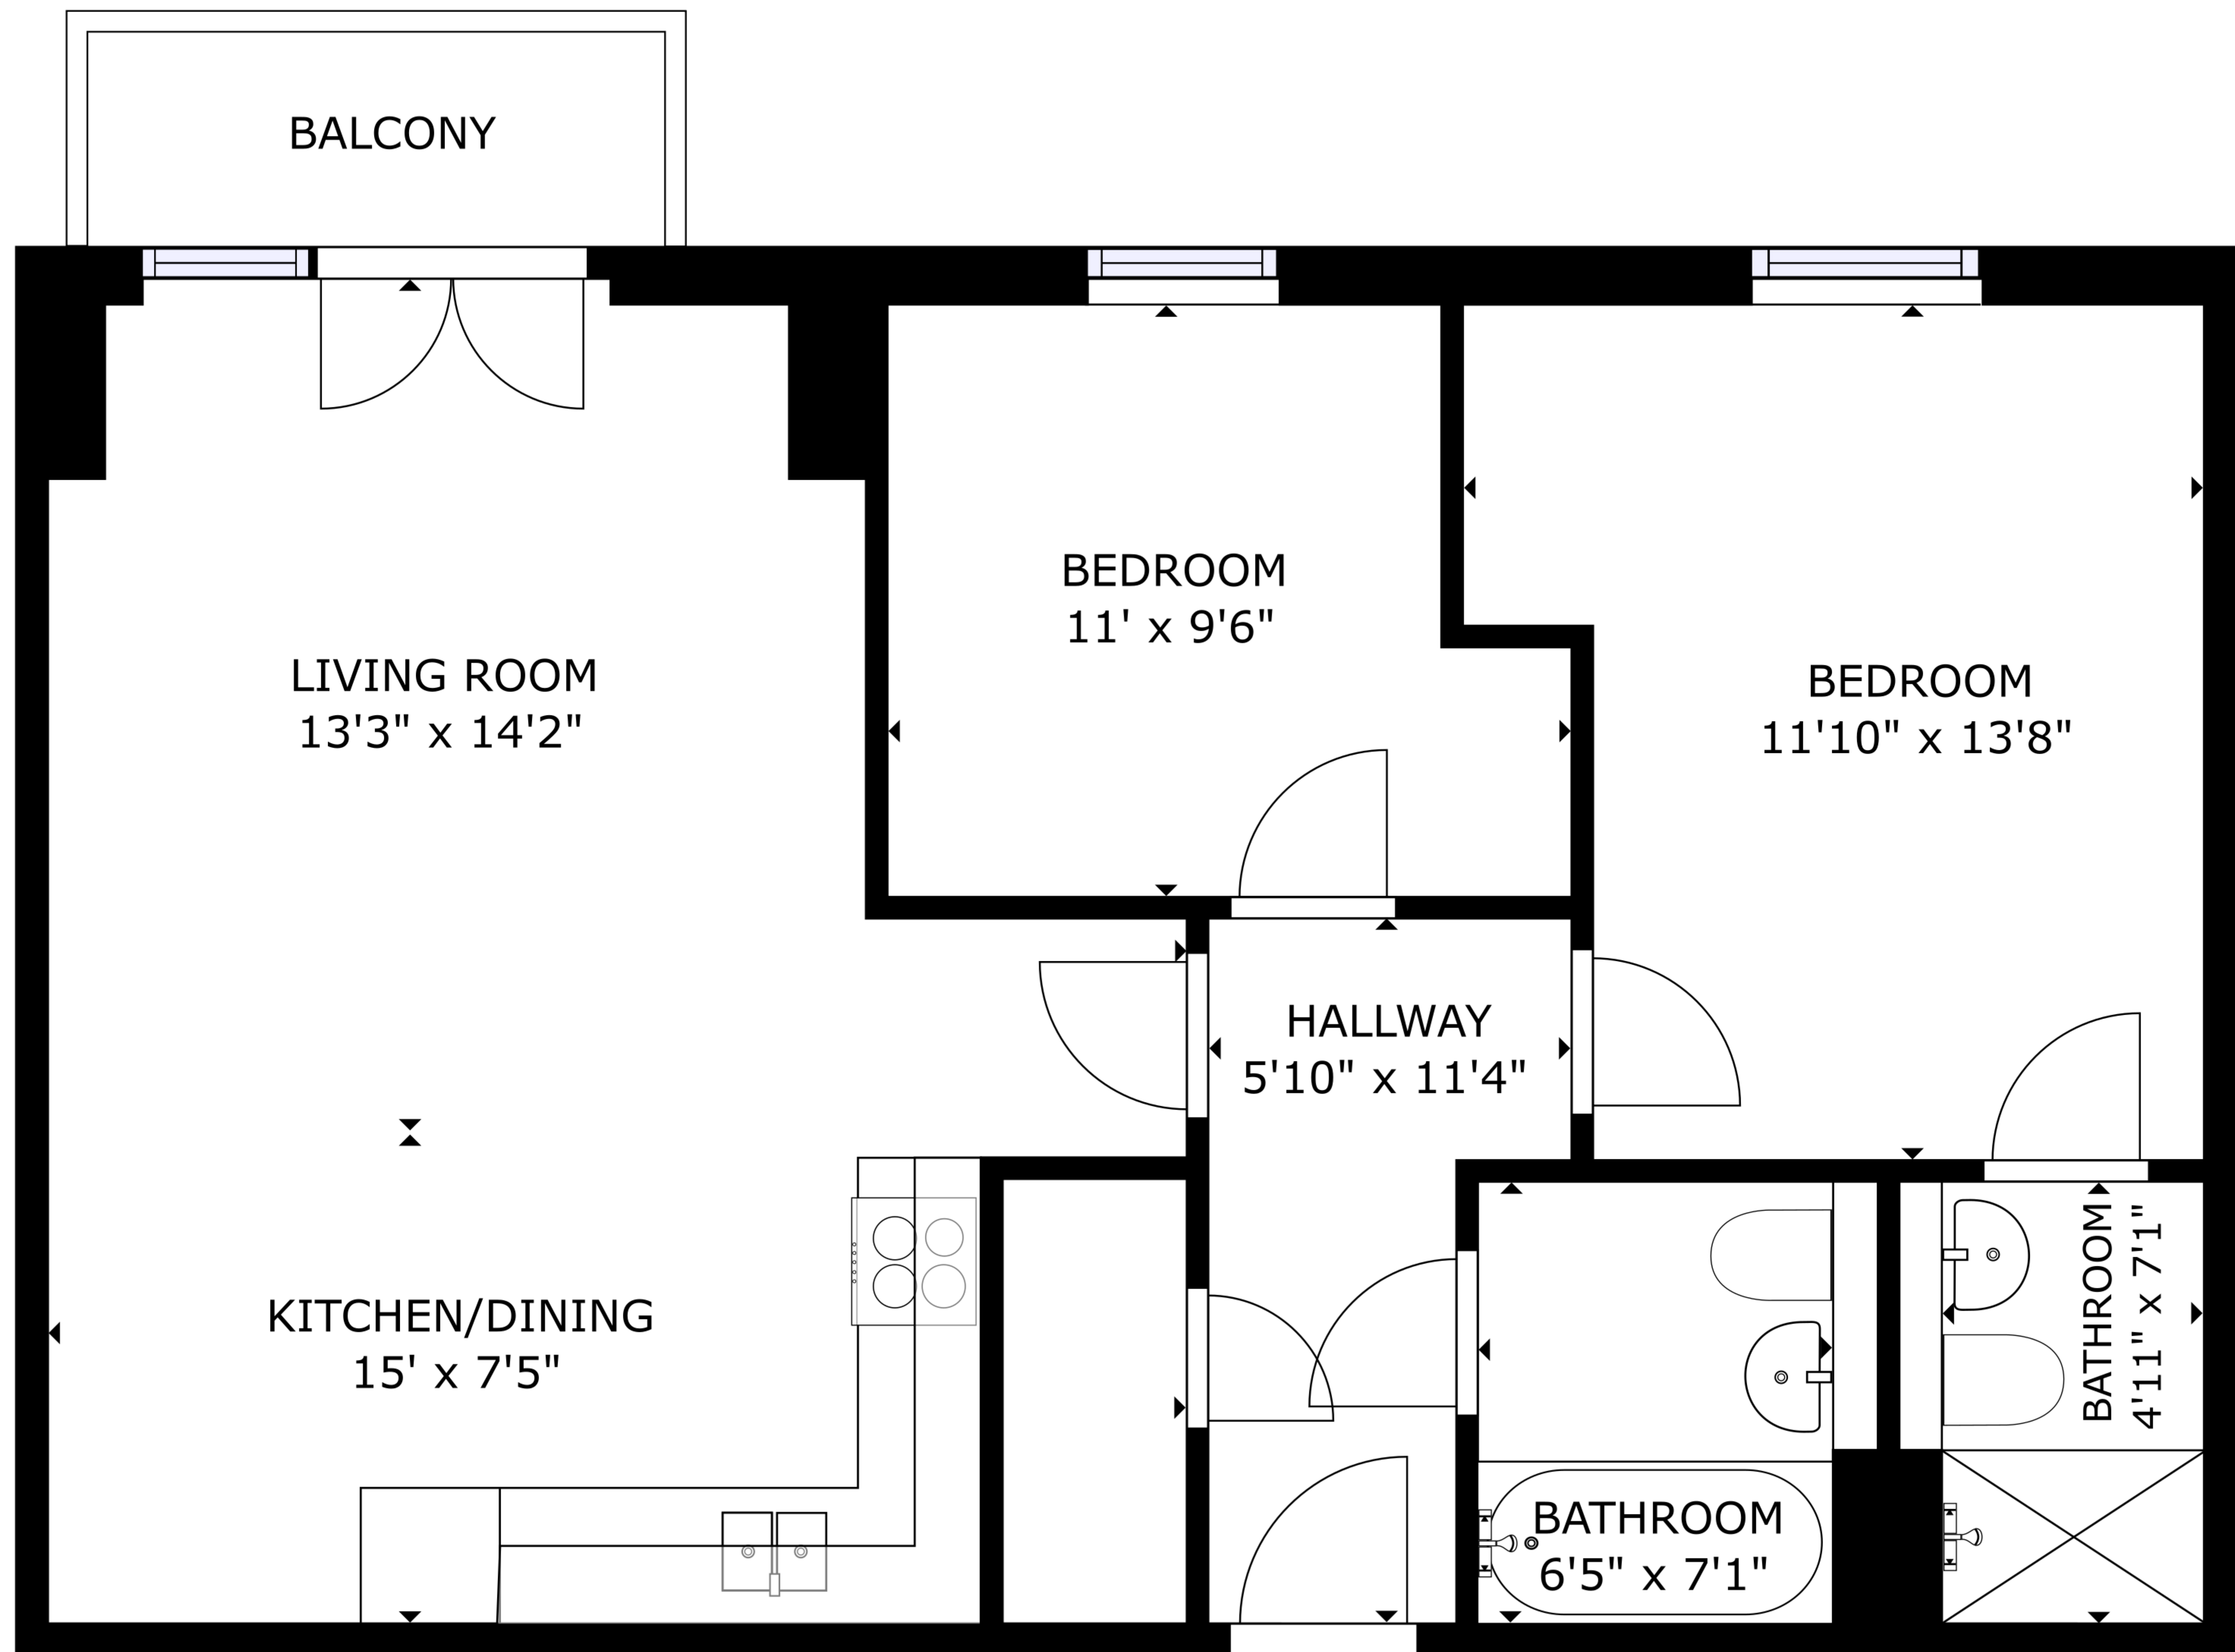 BALCONY
BEDROOM
11' x 9'6"
LIVING ROOM
13'3" x 14'2"
BEDROOM
11'10" x 13'8"
HALLWAY
5'10" x 11'4"
KITCHEN/DINING
15' x 7'5"
BATHROOM
4'11" x 7'1"
BATHROOM
6'5" x 7'1"